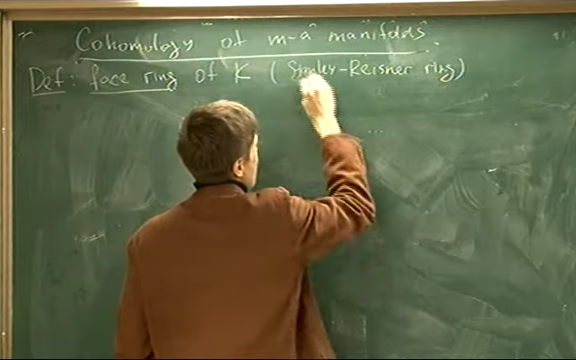 Cohomology of m-a manifolds.
Def: face ring of K ( Stanley-Reisner ring)